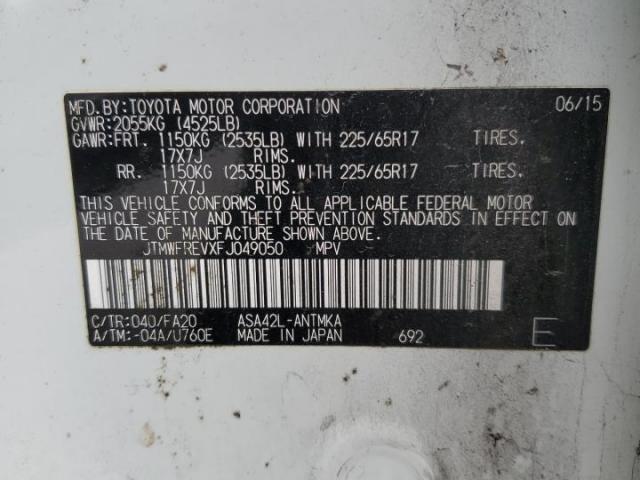 MFD.BY:TOYOTA MOTOR CORPORATION 06/15
GVWR:2055KG (4525LB)
GAWR:FRT. 1150KG (2535LB) WITH 225/65R17 TIRES.
17X7J RIMS.
RR. 1150KG (2535LB) WITH 225/65R17 TIRES.
17X7J RIMS.
THIS VEHICLE CONFORMS TO ALL APPLICABLE FEDERAL MOTOR
VEHICLE SAFETY AND THEFT PREVENTION STANDARDS IN EFFECT ON
THE DATE OF MANUFACTURE SHOWN ABOVE.
JTMWFREVXFJ049050 MPV
C/TR:040/FA20 ASA42L-ANTMKA
A/TM:-04A/U760E MADE IN JAPAN 692 E